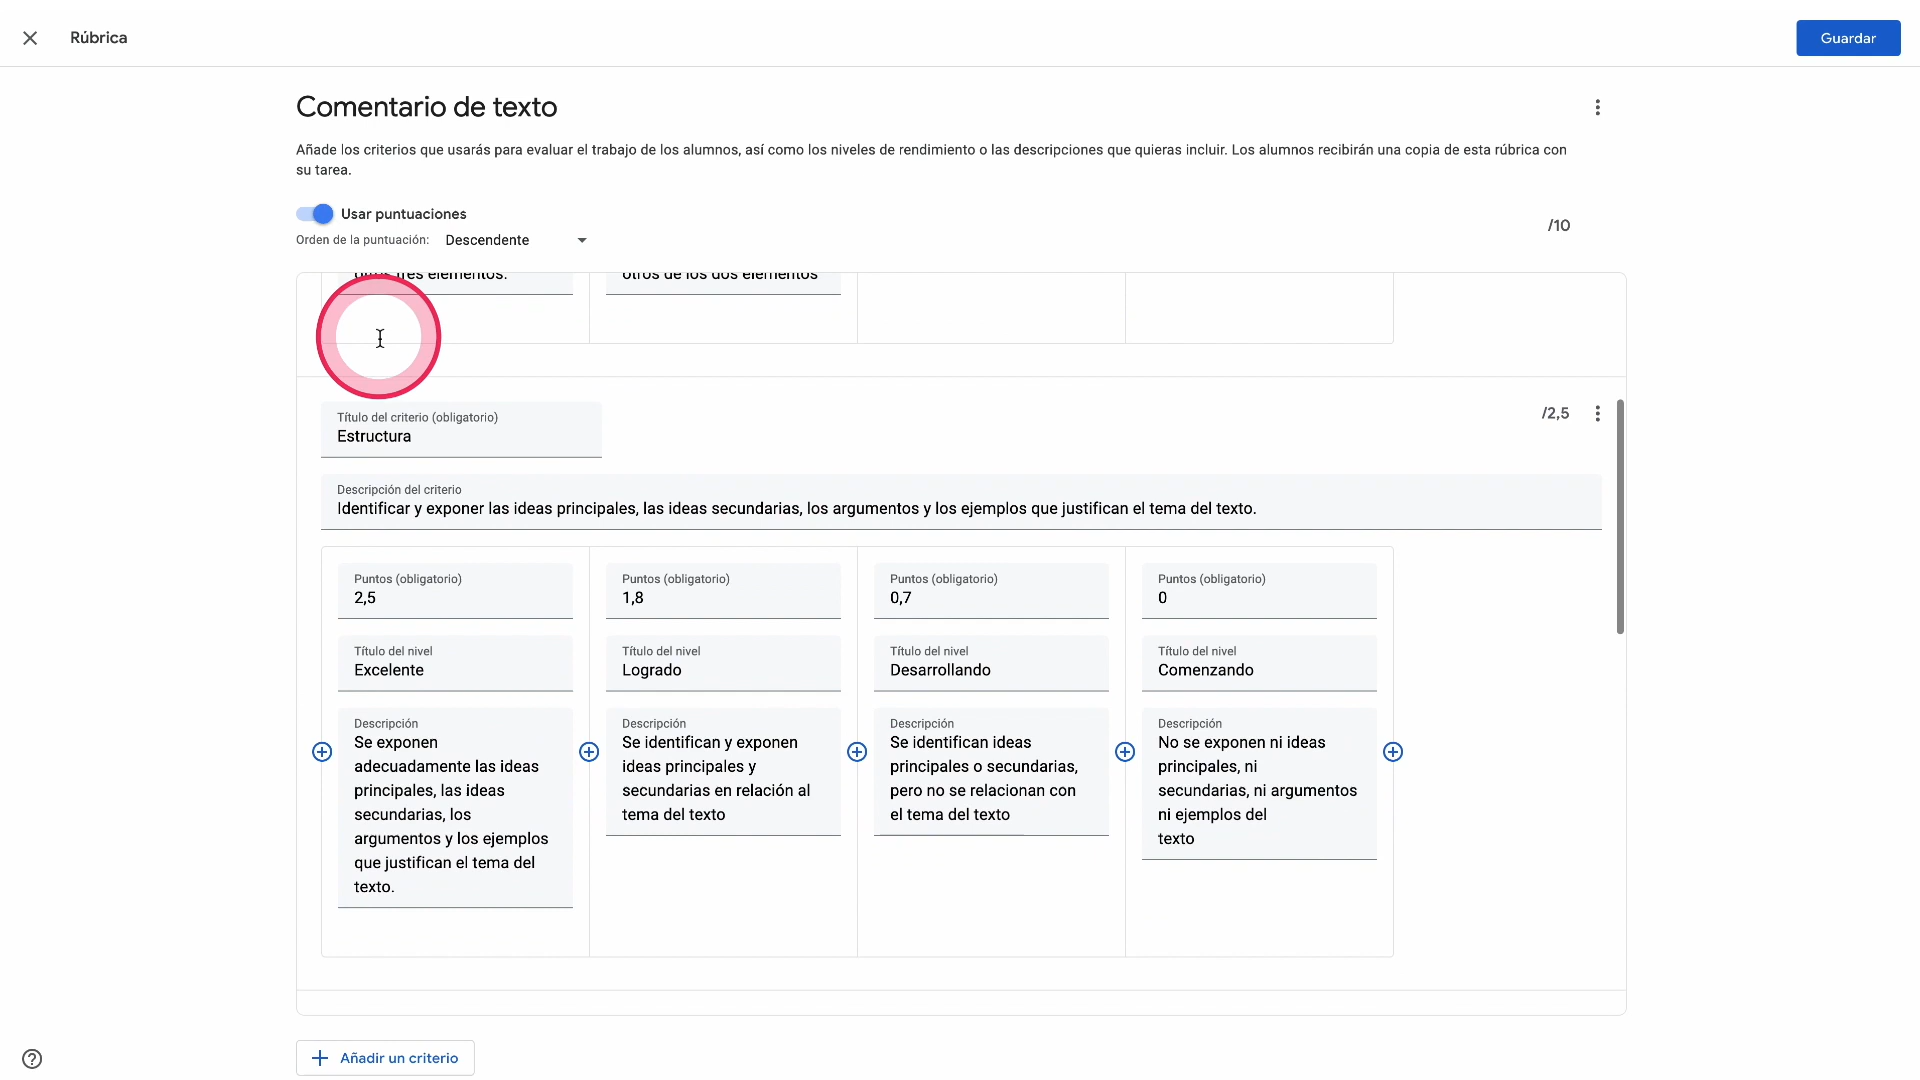 Rúbrica
Guardar
Comentario de texto
Añade los criterios que usarás para evaluar el trabajo de los alumnos, así como los niveles de rendimiento o las descripciones que quieras incluir. Los alumnos recibirán una copia de esta rúbrica con
su tarea.
Usar puntuaciones
/10
Orden de la puntuación: Descendente
otros tres elementos.
otros de los dos elementos
Título del criterio (obligatorio)
Estructura
/2,5
Descripción del criterio
Identificar y exponer las ideas principales, las ideas secundarias, los argumentos y los ejemplos que justifican el tema del texto.
Puntos (obligatorio)
2,5
Título del nivel
Excelente
Descripción
Se exponen
adecuadamente las ideas
principales, las ideas
secundarias, los
argumentos y los ejemplos
que justifican el tema del
texto.
Puntos (obligatorio)
1,8
Título del nivel
Logrado
Descripción
Se identifican y exponen
ideas principales y
secundarias en relación al
tema del texto
Puntos (obligatorio)
0,7
Título del nivel
Desarrollando
Descripción
Se identifican ideas
principales o secundarias,
pero no se relacionan con
el tema del texto
Puntos (obligatorio)
0
Título del nivel
Comenzando
Descripción
No se exponen ni ideas
principales, ni
secundarias, ni argumentos
ni ejemplos del
texto
Añadir un criterio